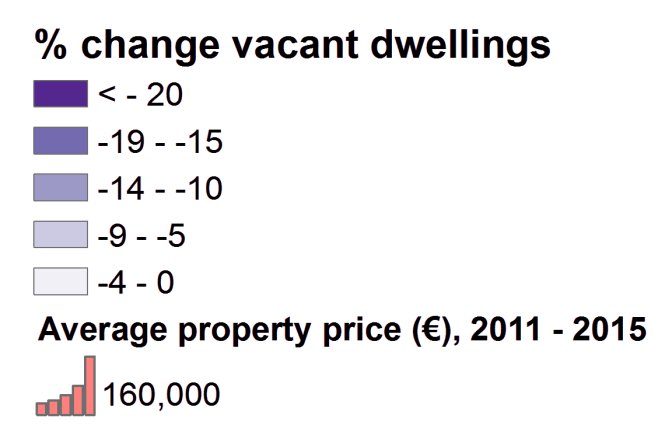 % change vacant dwellings
< - 20
-19 - -15
-14 - -10
-9 - -5
-4 - 0
Average property price (€), 2011 - 2015
160,000